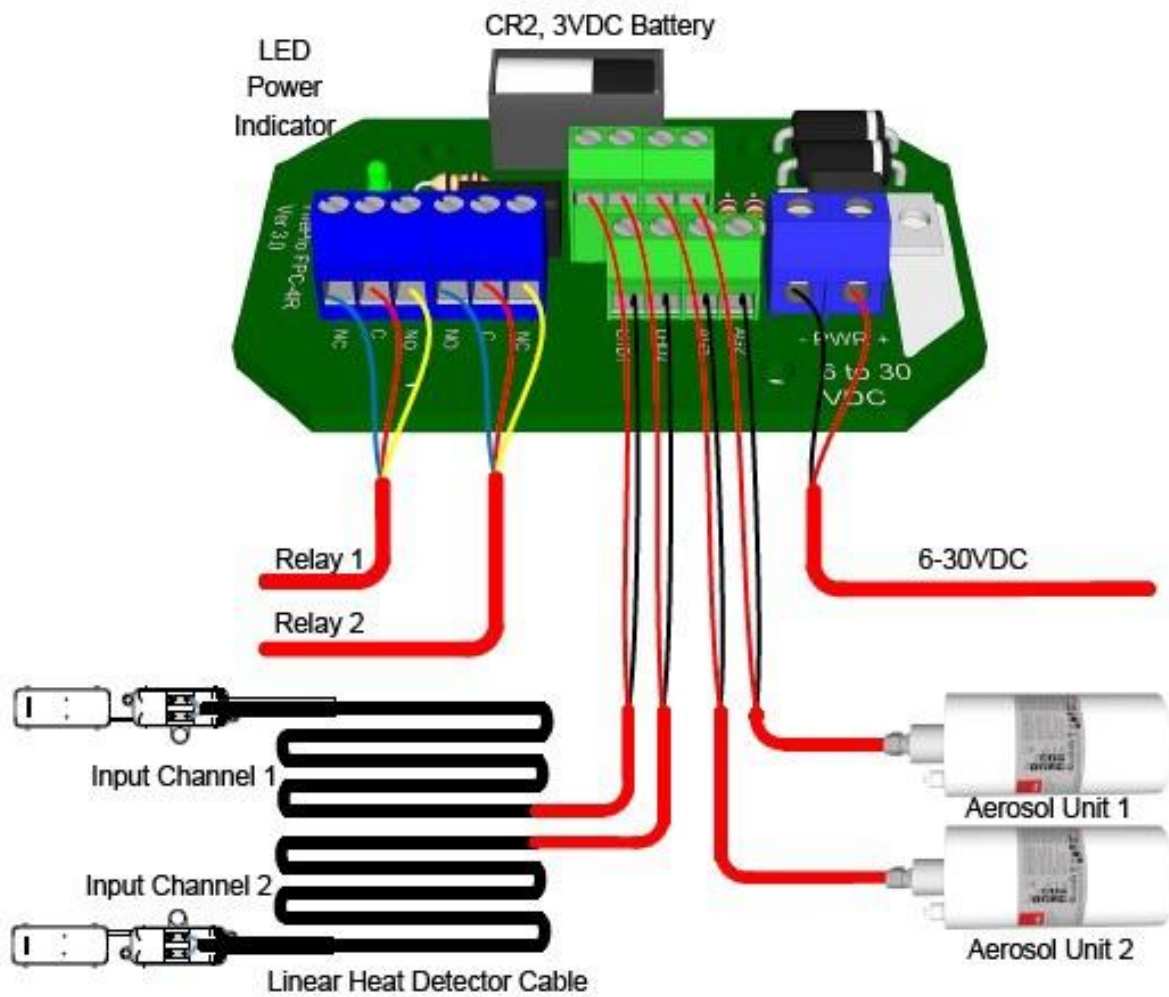 CR2, 3VDC Battery
LED
Power
Indicator
FPC-4R
Ver 3.0
NC
C
NO
NO
C
NC
LHD1
- PWR +
6 to 30
VDC
Relay 1
6-30VDC
Relay 2
Input Channel 1
Aerosol Unit 1
Input Channel 2
Aerosol Unit 2
Linear Heat Detector Cable